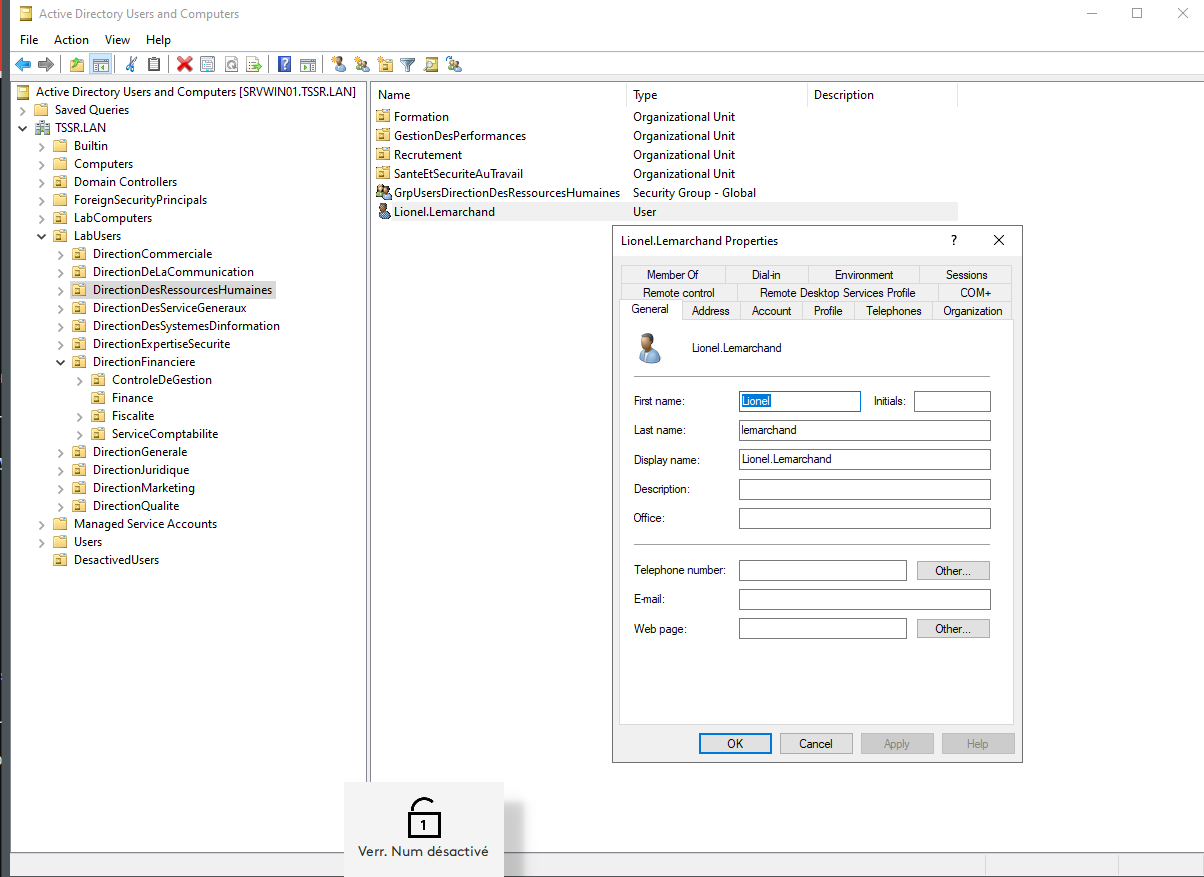 Active Directory Users and Computers
File Action View Help
Active Directory Users and Computers [SRVWIN01.TSSR.LAN]
Saved Queries
TSSR.LAN
Builtin
Computers
Domain Controllers
ForeignSecurityPrincipals
LabComputers
LabUsers
DirectionCommerciale
DirectionDeLaCommunication
DirectionDesRessourcesHumaines
DirectionDesServiceGeneraux
DirectionDesSystemesDinformation
DirectionExpertiseSecurite
DirectionFinanciere
ControleDeGestion
Finance
Fiscalite
ServiceComptabilite
DirectionGenerale
DirectionJuridique
DirectionMarketing
DirectionQualite
Managed Service Accounts
Users
DesactivedUsers
Name Type Description
Formation Organizational Unit
GestionDesPerformances Organizational Unit
Recrutement Organizational Unit
SanteEtSecuriteAuTravail Organizational Unit
GrpUsersDirectionDesRessourcesHumaines Security Group - Global
Lionel.Lemarchand User
Lionel.Lemarchand Properties ?
Member Of Dial-in Environment Sessions
Remote control Remote Desktop Services Profile COM+
General Address Account Profile Telephones Organization
Lionel.Lemarchand
First name: Lionel Initials:
Last name: lemarchand
Display name: Lionel.Lemarchand
Description:
Office:
Telephone number: Other...
E-mail:
Web page: Other...
OK Cancel Apply Help
1
Verr. Num désactivé